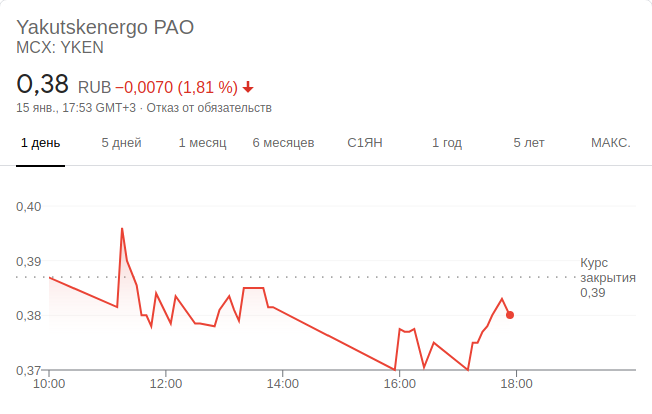 Yakutskenergo PAO
MCX: YKEN
0,38 RUB −0,0070 (1,81 %)
15 янв., 17:53 GMT+3 · Отказ от обязательств
1 день 5 дней 1 месяц 6 месяцев С1ЯН 1 год 5 лет МАКС.
0,40
0,39
Курс
закрытия
0,39
0,38
0,37
10:00 12:00 14:00 16:00 18:00